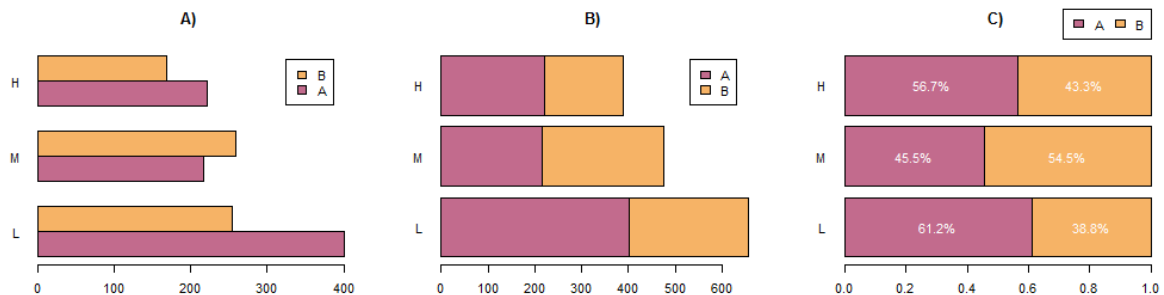 A)
B
A
H
M
L
0 100 200 300 400
B)
A
B
H
M
L
0 100 200 300 400 500 600
C)
A B
H 56.7% 43.3%
M 45.5% 54.5%
L 61.2% 38.8%
0.0 0.2 0.4 0.6 0.8 1.0